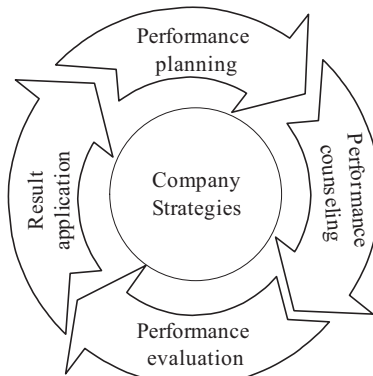 Performance
planning
Performance
counseling
Company
Strategies
Result
application
Performance
evaluation